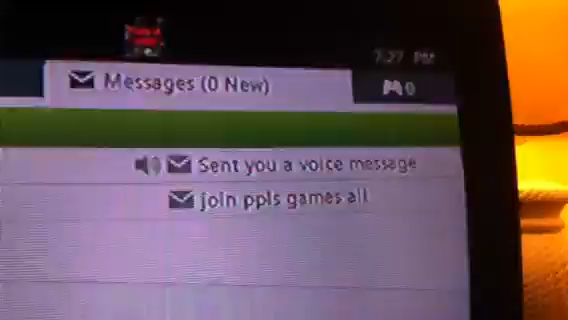 7:27 PM
Messages (0 New)
0
Sent you a voice message
join ppls games all